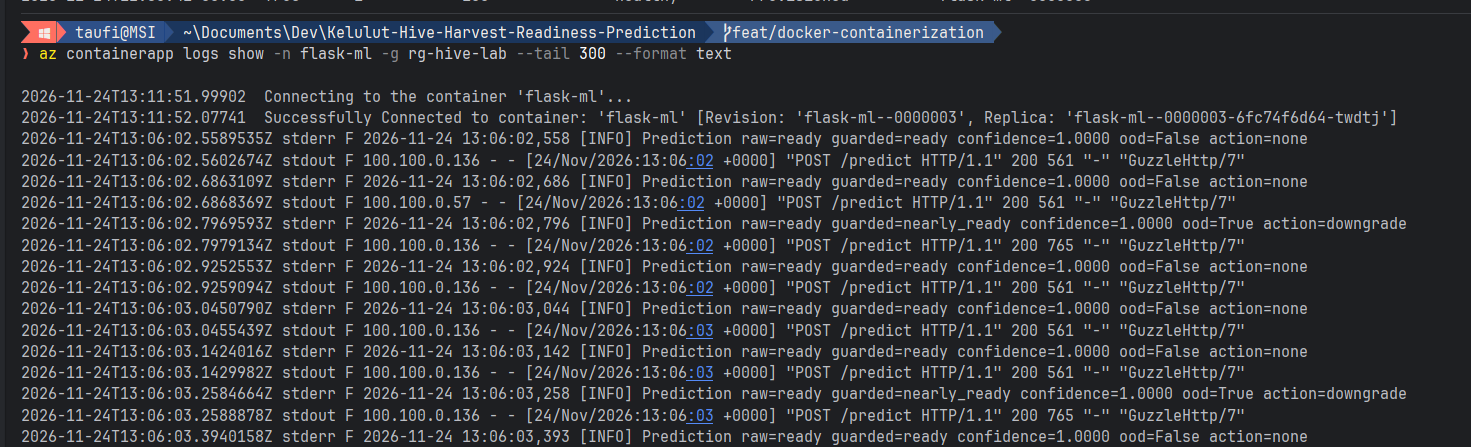 taufi@MSI ~\Documents\Dev\Kelulut-Hive-Harvest-Readiness-Prediction feat/docker-containerization
❯ az containerapp logs show -n flask-ml -g rg-hive-lab --tail 300 --format text
2026-11-24T13:11:51.99902 Connecting to the container 'flask-ml'...
2026-11-24T13:11:52.07741 Successfully Connected to container: 'flask-ml' [Revision: 'flask-ml--0000003', Replica: 'flask-ml--0000003-6fc74f6d64-twdtj']
2026-11-24T13:06:02.5589535Z stderr F 2026-11-24 13:06:02,558 [INFO] Prediction raw=ready guarded=ready confidence=1.0000 ood=False action=none
2026-11-24T13:06:02.5602674Z stdout F 100.100.0.136 - - [24/Nov/2026:13:06:02 +0000] "POST /predict HTTP/1.1" 200 561 "-" "GuzzleHttp/7"
2026-11-24T13:06:02.6863109Z stderr F 2026-11-24 13:06:02,686 [INFO] Prediction raw=ready guarded=ready confidence=1.0000 ood=False action=none
2026-11-24T13:06:02.6868369Z stdout F 100.100.0.57 - - [24/Nov/2026:13:06:02 +0000] "POST /predict HTTP/1.1" 200 561 "-" "GuzzleHttp/7"
2026-11-24T13:06:02.7969593Z stderr F 2026-11-24 13:06:02,796 [INFO] Prediction raw=ready guarded=nearly_ready confidence=1.0000 ood=True action=downgrade
2026-11-24T13:06:02.7979134Z stdout F 100.100.0.136 - - [24/Nov/2026:13:06:02 +0000] "POST /predict HTTP/1.1" 200 765 "-" "GuzzleHttp/7"
2026-11-24T13:06:02.9252553Z stderr F 2026-11-24 13:06:02,924 [INFO] Prediction raw=ready guarded=ready confidence=1.0000 ood=False action=none
2026-11-24T13:06:02.9259094Z stdout F 100.100.0.136 - - [24/Nov/2026:13:06:02 +0000] "POST /predict HTTP/1.1" 200 561 "-" "GuzzleHttp/7"
2026-11-24T13:06:03.0450790Z stderr F 2026-11-24 13:06:03,044 [INFO] Prediction raw=ready guarded=ready confidence=1.0000 ood=False action=none
2026-11-24T13:06:03.0455439Z stdout F 100.100.0.136 - - [24/Nov/2026:13:06:03 +0000] "POST /predict HTTP/1.1" 200 561 "-" "GuzzleHttp/7"
2026-11-24T13:06:03.1424016Z stderr F 2026-11-24 13:06:03,142 [INFO] Prediction raw=ready guarded=ready confidence=1.0000 ood=False action=none
2026-11-24T13:06:03.1429982Z stdout F 100.100.0.136 - - [24/Nov/2026:13:06:03 +0000] "POST /predict HTTP/1.1" 200 561 "-" "GuzzleHttp/7"
2026-11-24T13:06:03.2584664Z stderr F 2026-11-24 13:06:03,258 [INFO] Prediction raw=ready guarded=nearly_ready confidence=1.0000 ood=True action=downgrade
2026-11-24T13:06:03.2588878Z stdout F 100.100.0.136 - - [24/Nov/2026:13:06:03 +0000] "POST /predict HTTP/1.1" 200 765 "-" "GuzzleHttp/7"
2026-11-24T13:06:03.3940158Z stderr F 2026-11-24 13:06:03,393 [INFO] Prediction raw=ready guarded=ready confidence=1.0000 ood=False action=none